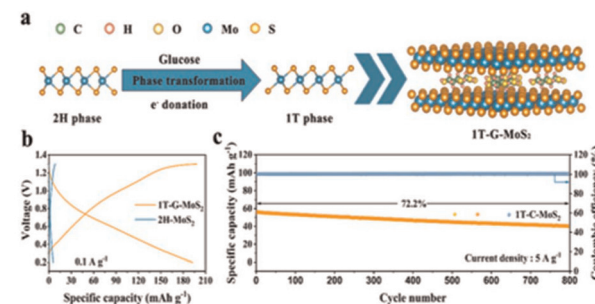 a
C H O Mo S
Glucose
Phase transformation
e⁻ donation
2H phase
1T phase
1T-G-MoS₂
b
Voltage (V)
1.4
1.2
1.0
0.8
0.6
0.4
0.2
1T-G-MoS₂
2H-MoS₂
0.1 A g⁻¹
0 30 60 90 120 150 180 210
Specific capacity (mAh g⁻¹)
c
Specific capacity (mAh g⁻¹)
120
100
80
60
40
20
0
72.2%
1T-C-MoS₂
Current density : 5 A g⁻¹
0 100 200 300 400 500 600 700 800
Cycle number
120
100
80
60
40
20
0
Coulombic efficiency (%)